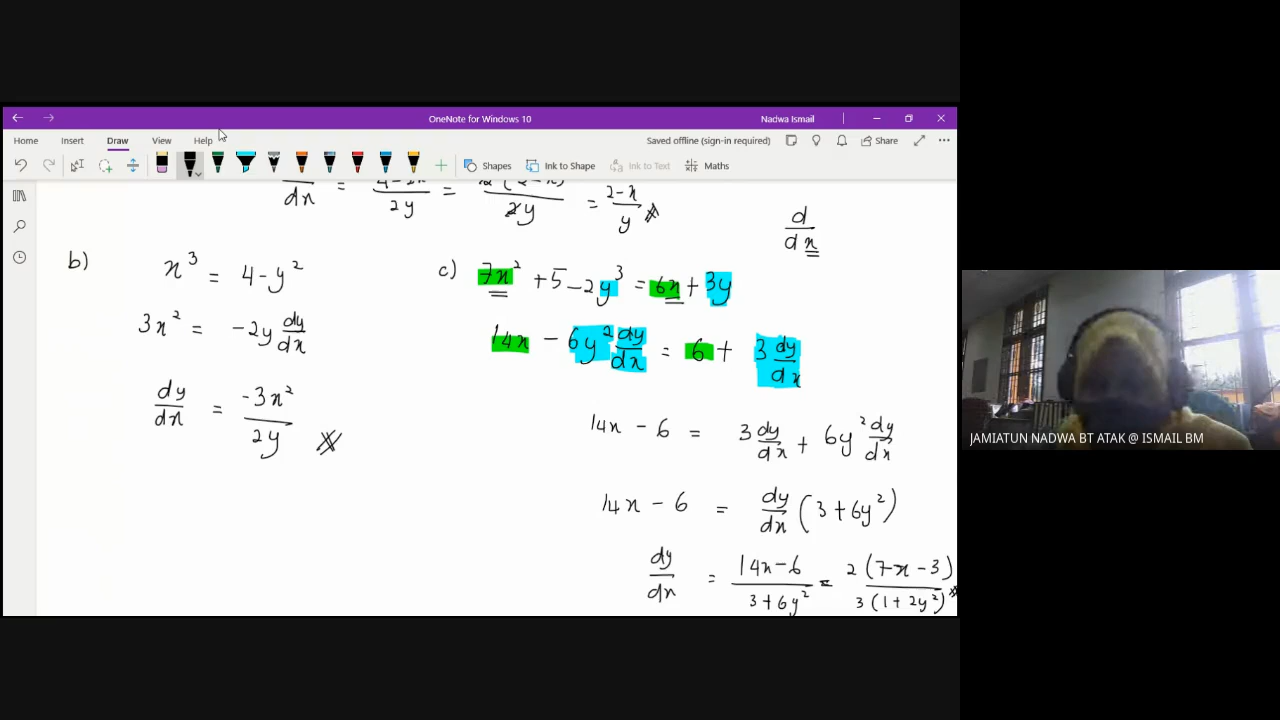 OneNote for Windows 10
Nadwa Ismail
Home Insert Draw View Help
Saved offline (sign-in required)
Share
Shapes Ink to Shape Ink to Text Maths
dx = = = 2-x / y
2y 2y
d/dx
b) x³ = 4 - y²
3x² = -2y dy/dx
dy/dx = -3x² / 2y
c) 7x² + 5 - 2y³ = 6x + 3y
14x - 6y² dy/dx = 6 + 3 dy/dx
14x - 6 = 3 dy/dx + 6y² dy/dx
14x - 6 = dy/dx (3 + 6y²)
dy/dx = 14x - 6 / 3 + 6y² = 2(7x - 3) / 3(1 + 2y²)
JAMIATUN NADWA BT ATAK @ ISMAIL BM